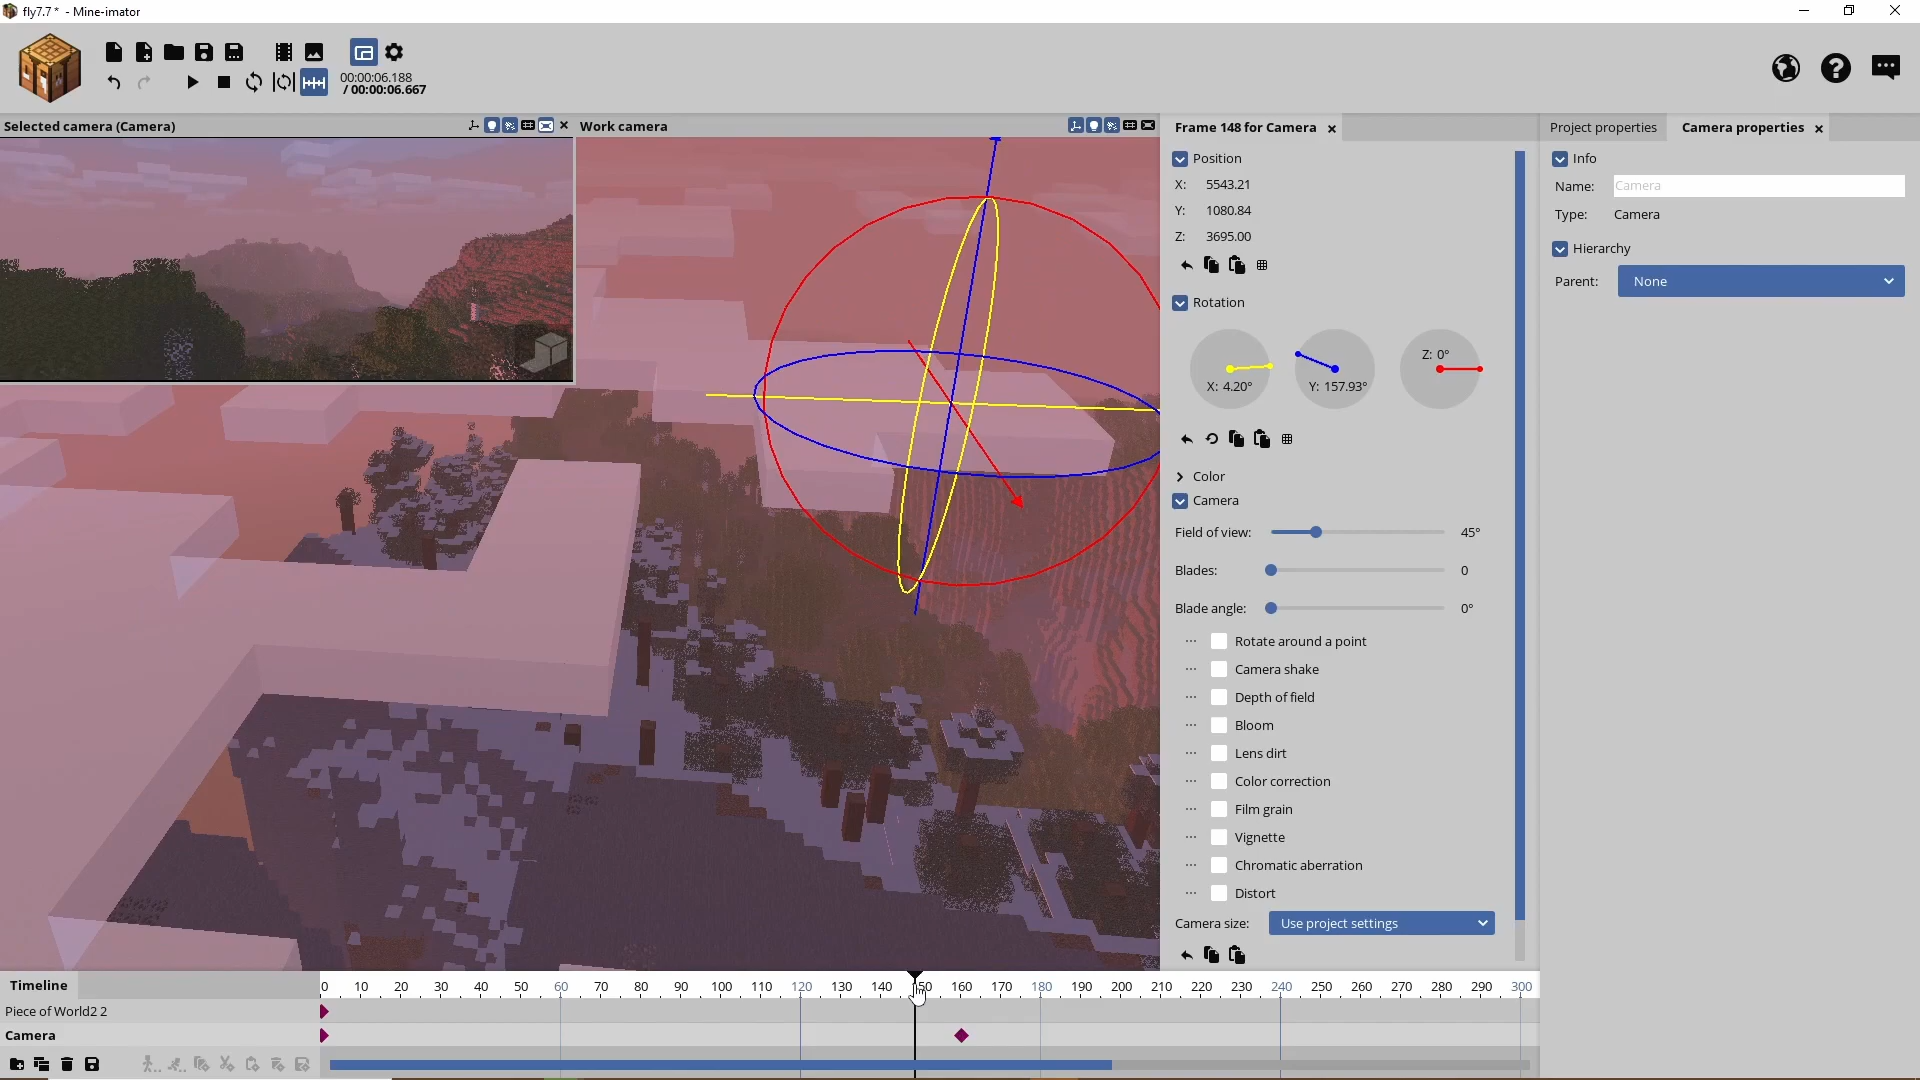 fly7.7 * - Mine-imator
00:00:06.188
/ 00:00:06.667
Selected camera (Camera)
Work camera
Frame 148 for Camera
Position
X: 5543.21
Y: 1080.84
Z: 3695.00
Rotation
X: 4.20°
Y: 157.93°
Z: 0°
Color
Camera
Field of view: 45°
Blades: 0
Blade angle: 0°
Rotate around a point
Camera shake
Depth of field
Bloom
Lens dirt
Color correction
Film grain
Vignette
Chromatic aberration
Distort
Camera size: Use project settings
Project properties
Camera properties
Info
Name: Camera
Type: Camera
Hierarchy
Parent: None
Timeline
0 10 20 30 40 50 60 70 80 90 100 110 120 130 140 50 160 170 180 190 200 210 220 230 240 250 260 270 280 290 300
Piece of World2 2
Camera